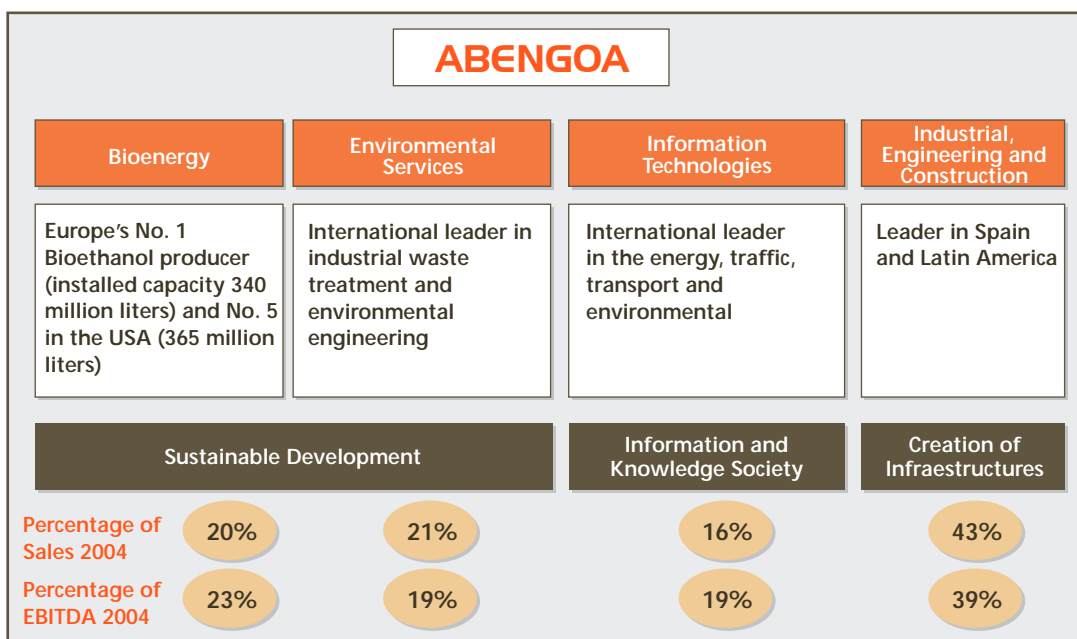 ABENGOA
Bioenergy
Environmental
Services
Information
Technologies
Industrial,
Engineering and
Construction
Europe's No. 1
Bioethanol producer
(installed capacity 340
million liters) and No. 5
in the USA (365 million
liters)
International leader in
industrial waste
treatment and
environmental
engineering
International leader
in the energy, traffic,
transport and
environmental
Leader in Spain
and Latin America
Sustainable Development
Information and
Knowledge Society
Creation of
Infraestructures
Percentage of
Sales 2004
20%
21%
16%
43%
Percentage of
EBITDA 2004
23%
19%
19%
39%